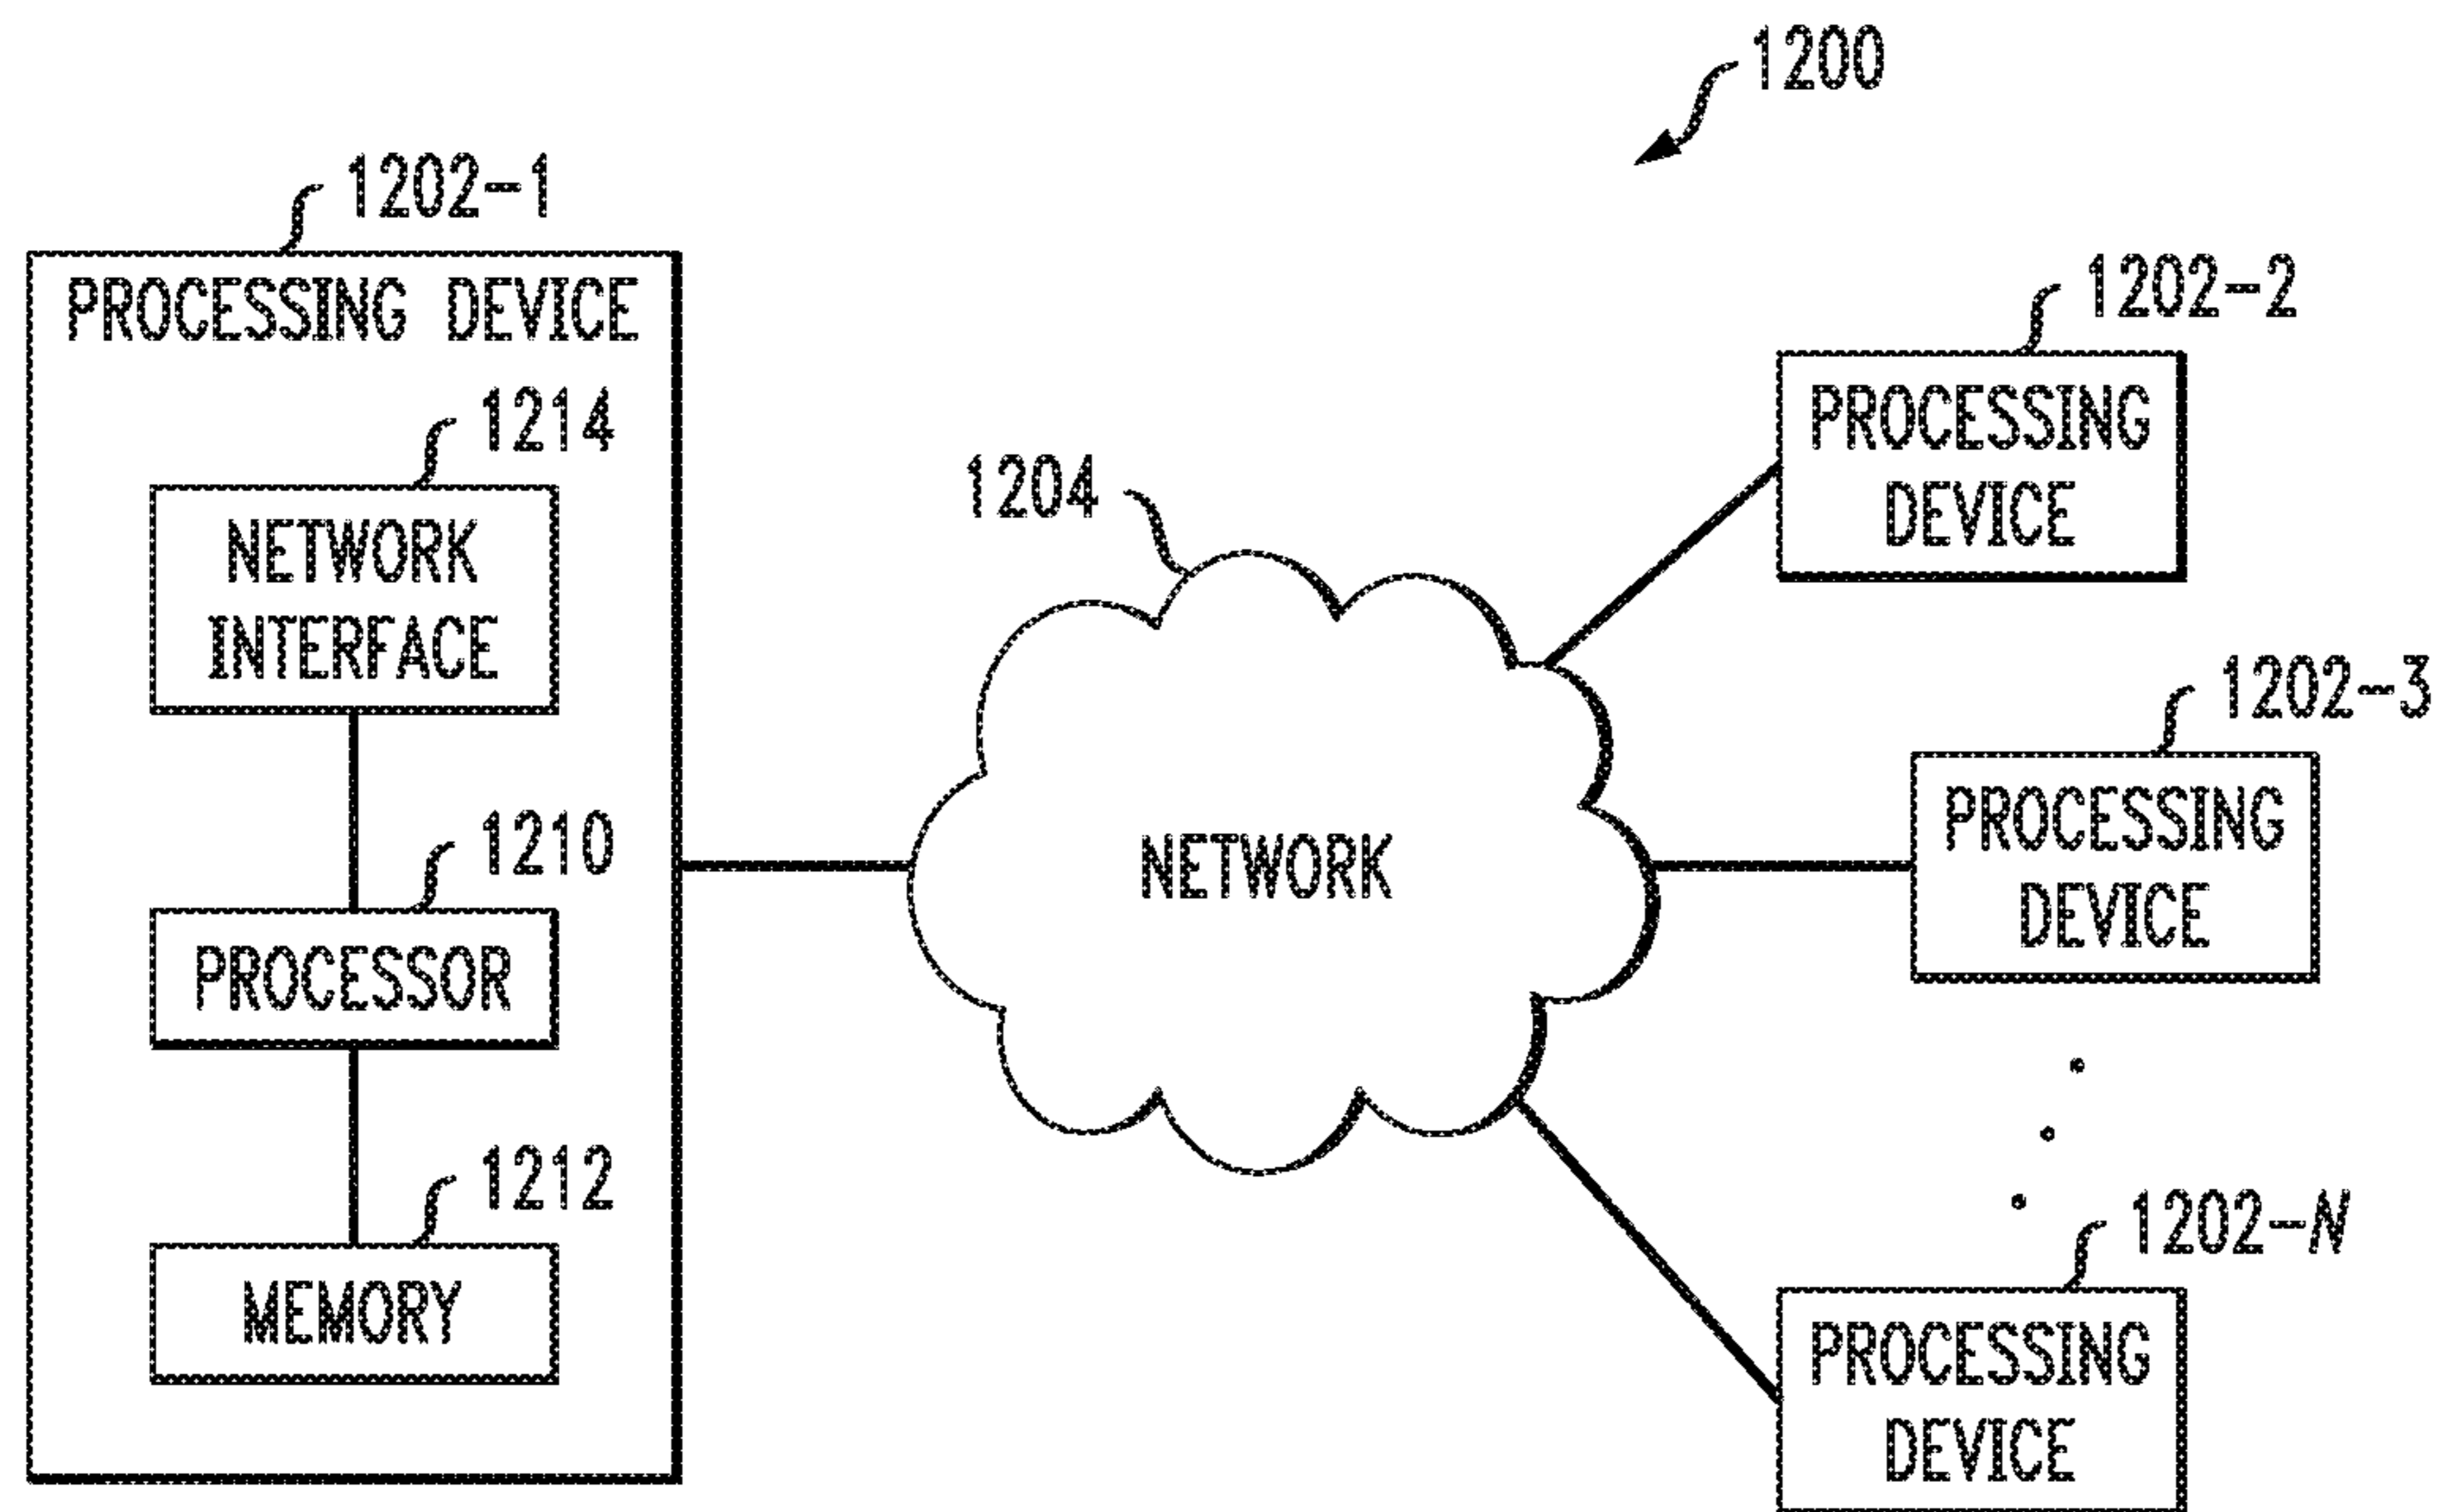 1200
1202-1
PROCESSING DEVICE
1214
NETWORK
INTERFACE
1210
PROCESSOR
1212
MEMORY
1204
NETWORK
1202-2
PROCESSING
DEVICE
1202-3
PROCESSING
DEVICE
1202-N
PROCESSING
DEVICE